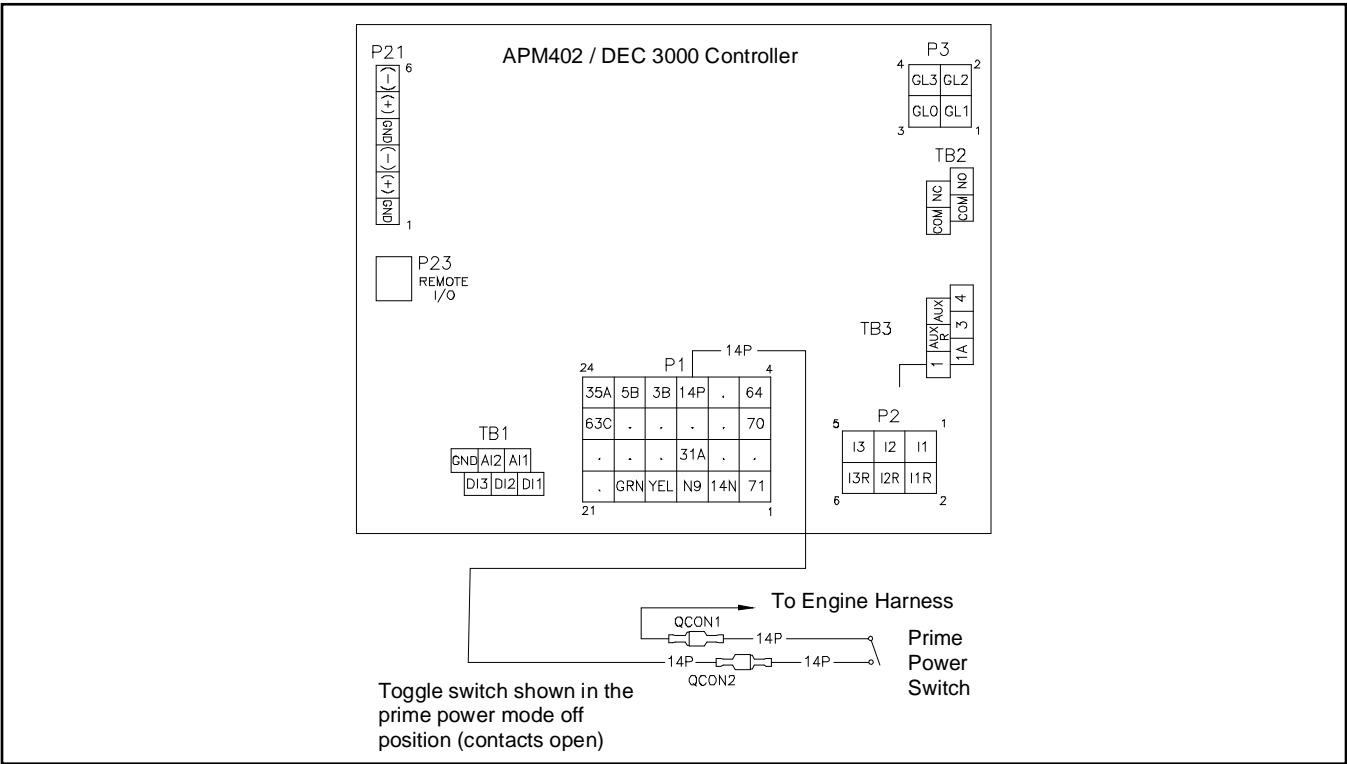 APM402 / DEC 3000 Controller
P21
6
(-)
(+)
GND
(-)
(+)
GND
1
P23
REMOTE
I/O
P3
4 2
GL3 GL2
GL0 GL1
3 1
TB2
COM NC
COM NO
TB3
1 AUX R AUX
1A 3 4
14P
P1
24 4
35A 5B 3B 14P . 64
63C . . . . 70
. . . 31A . .
. GRN YEL N9 14N 71
21 1
TB1
GND AI2 AI1
DI3 DI2 DI1
P2
5 1
I3 I2 I1
I3R I2R I1R
6 2
To Engine Harness
QCON1
14P
14P
14P
QCON2
Prime
Power
Switch
Toggle switch shown in the
prime power mode off
position (contacts open)